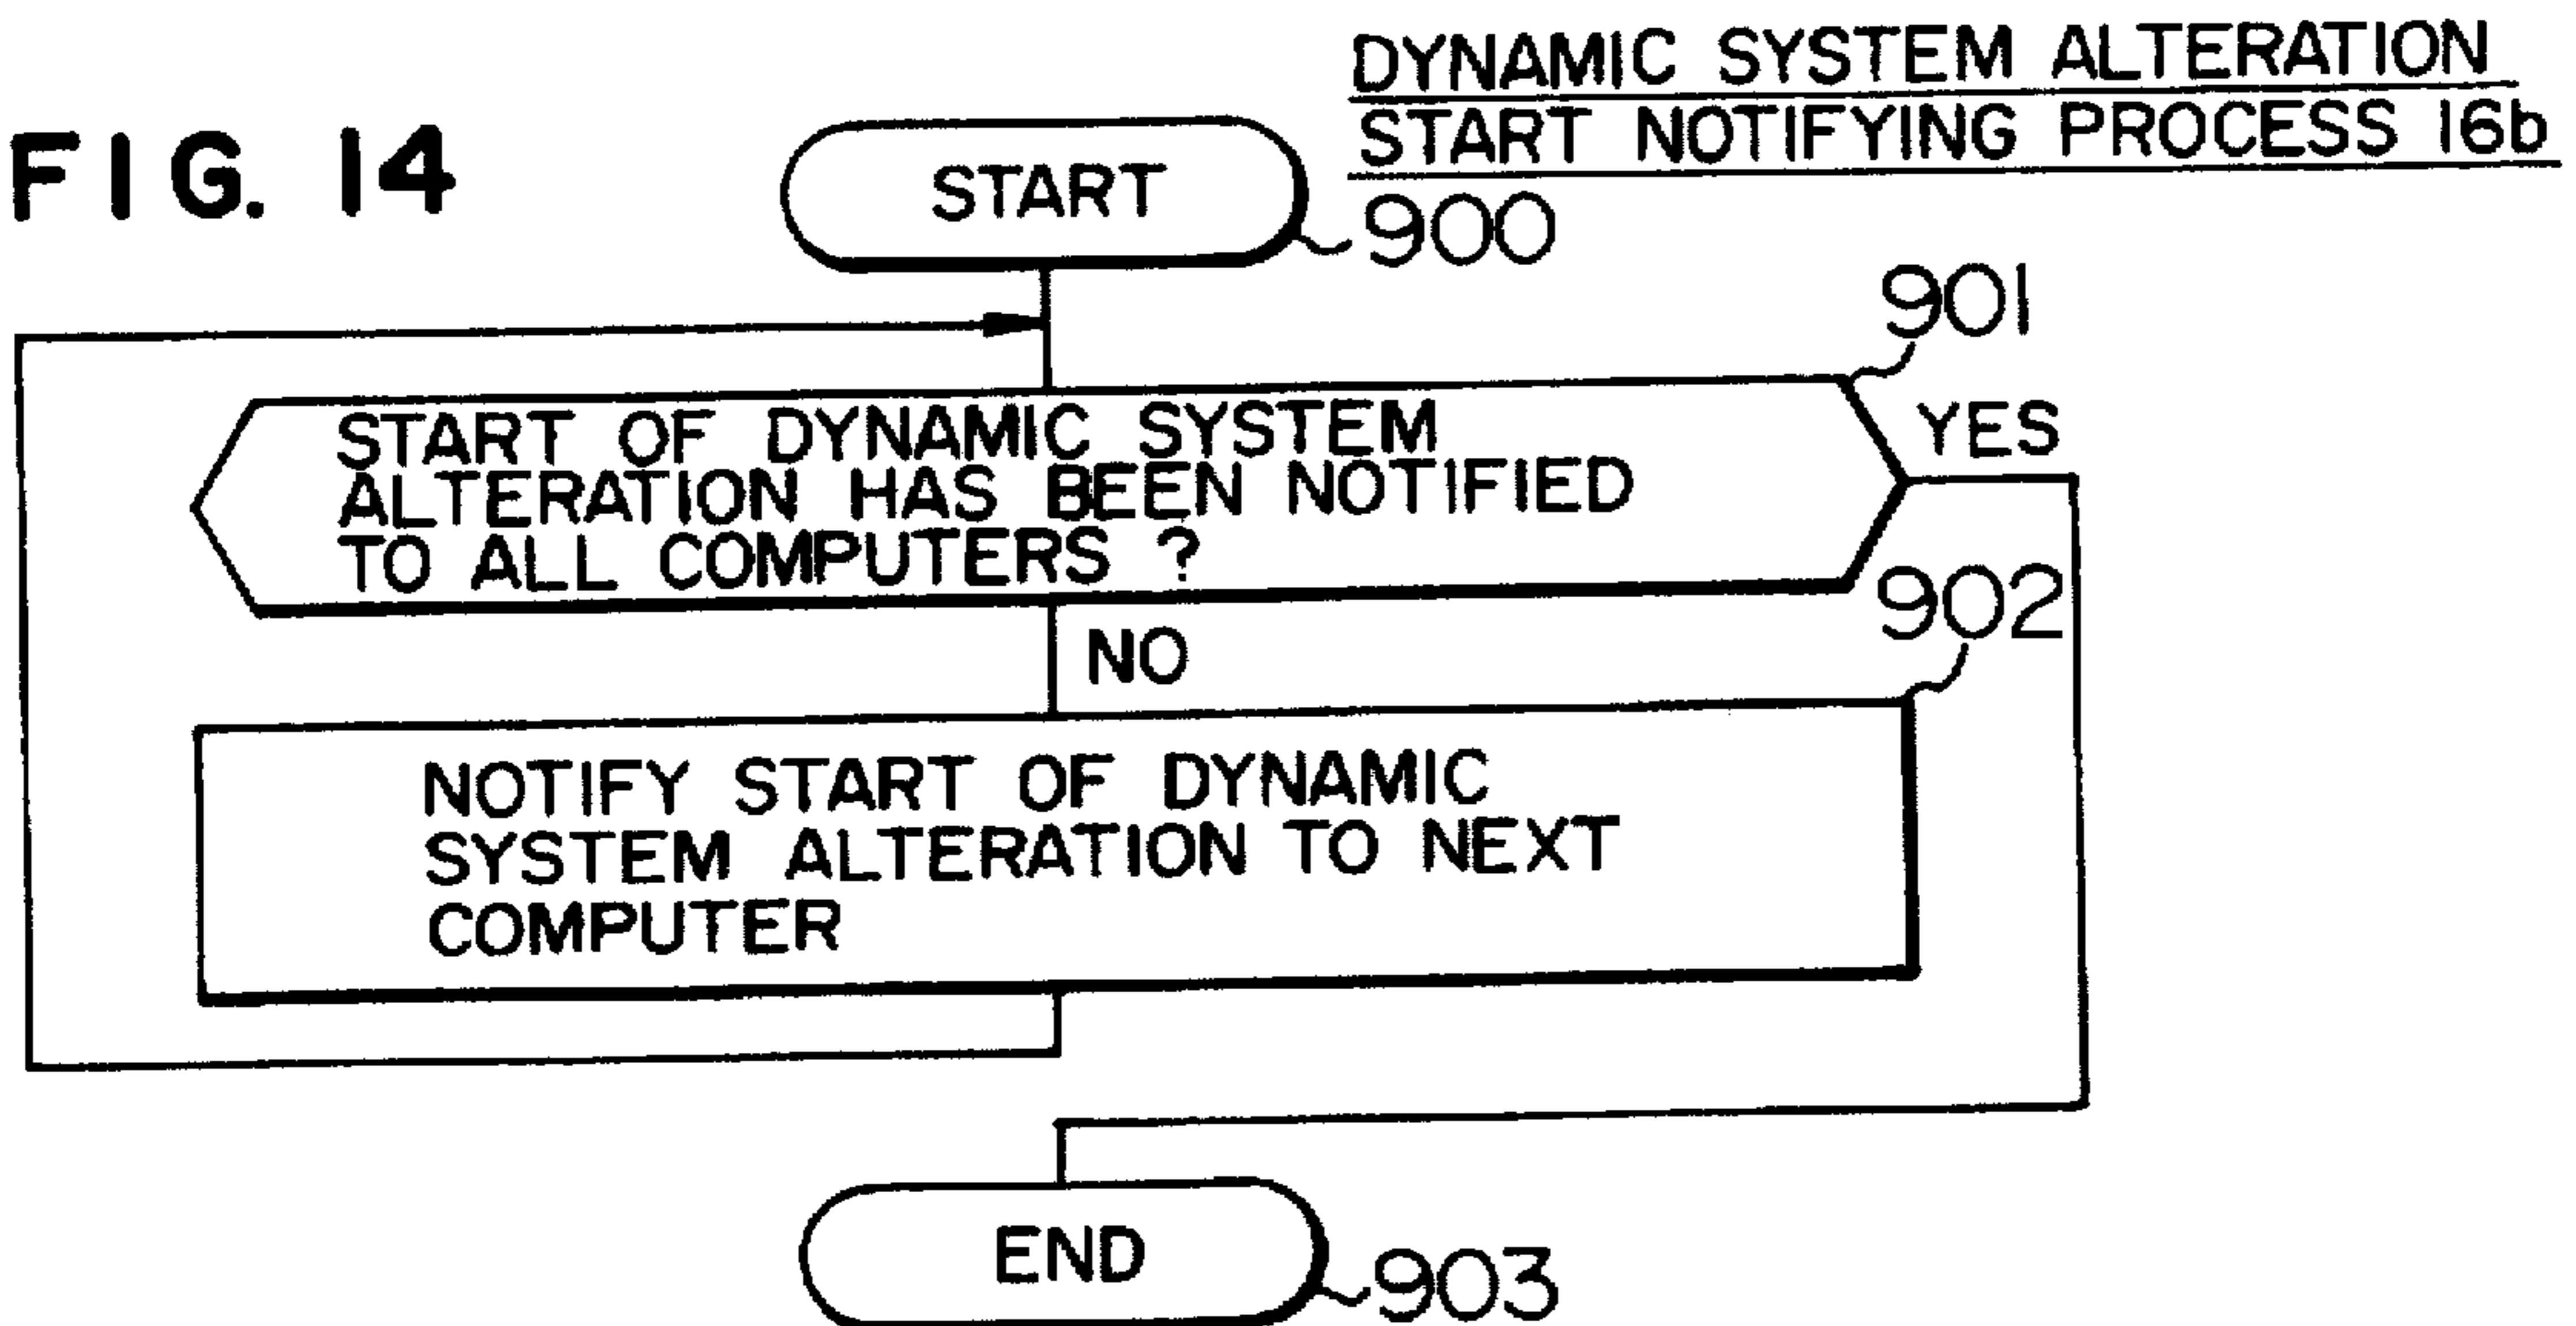 FIG. 14
DYNAMIC SYSTEM ALTERATION
START NOTIFYING PROCESS 16b
START
900
901
START OF DYNAMIC SYSTEM
ALTERATION HAS BEEN NOTIFIED
TO ALL COMPUTERS ?
YES
NO
902
NOTIFY START OF DYNAMIC
SYSTEM ALTERATION TO NEXT
COMPUTER
END
903